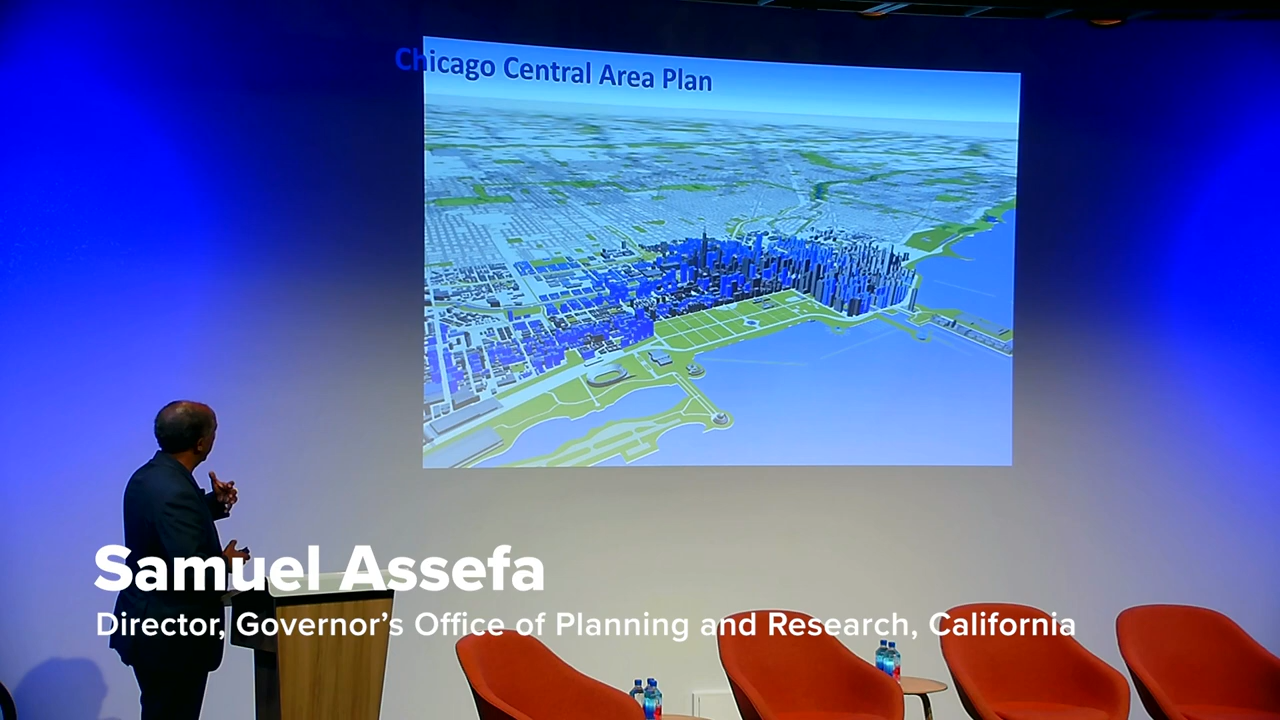 Chicago Central Area Plan
Samuel Assefa
Director, Governor’s Office of Planning and Research, California